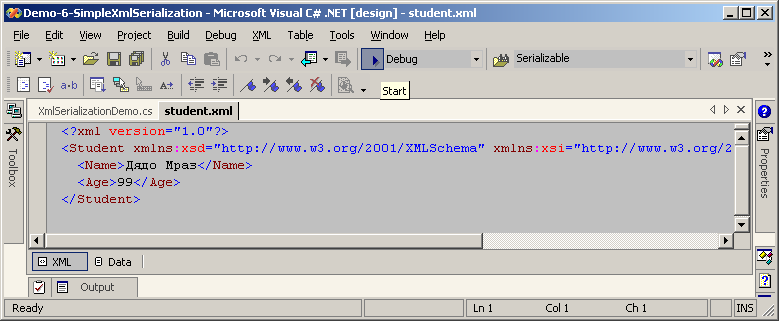 Demo-6-SimpleXmlSerialization - Microsoft Visual C# .NET [design] - student.xml
File Edit View Project Build Debug XML Table Tools Window Help
Debug Serializable
a·b
Start
XmlSerializationDemo.cs student.xml
Toolbox
Properties
<?xml version="1.0"?>
<Student xmlns:xsd="http://www.w3.org/2001/XMLSchema" xmlns:xsi="http://www.w3.org/2
<Name>Дядо Мраз</Name>
<Age>99</Age>
</Student>
XML Data
Output
Ready Ln 1 Col 1 Ch 1 INS